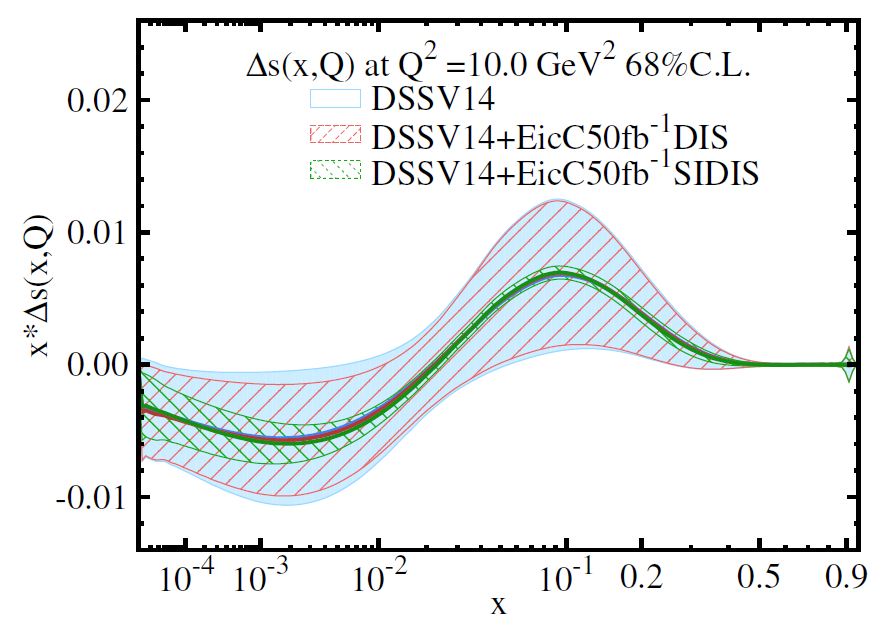 Δs(x,Q) at Q² =10.0 GeV² 68%C.L.
DSSV14
DSSV14+EicC50fb⁻¹DIS
DSSV14+EicC50fb⁻¹SIDIS
0.02
0.01
0.00
-0.01
x*Δs(x,Q)
10⁻⁴ 10⁻³ 10⁻² 10⁻¹ 0.2 0.5 0.9
x